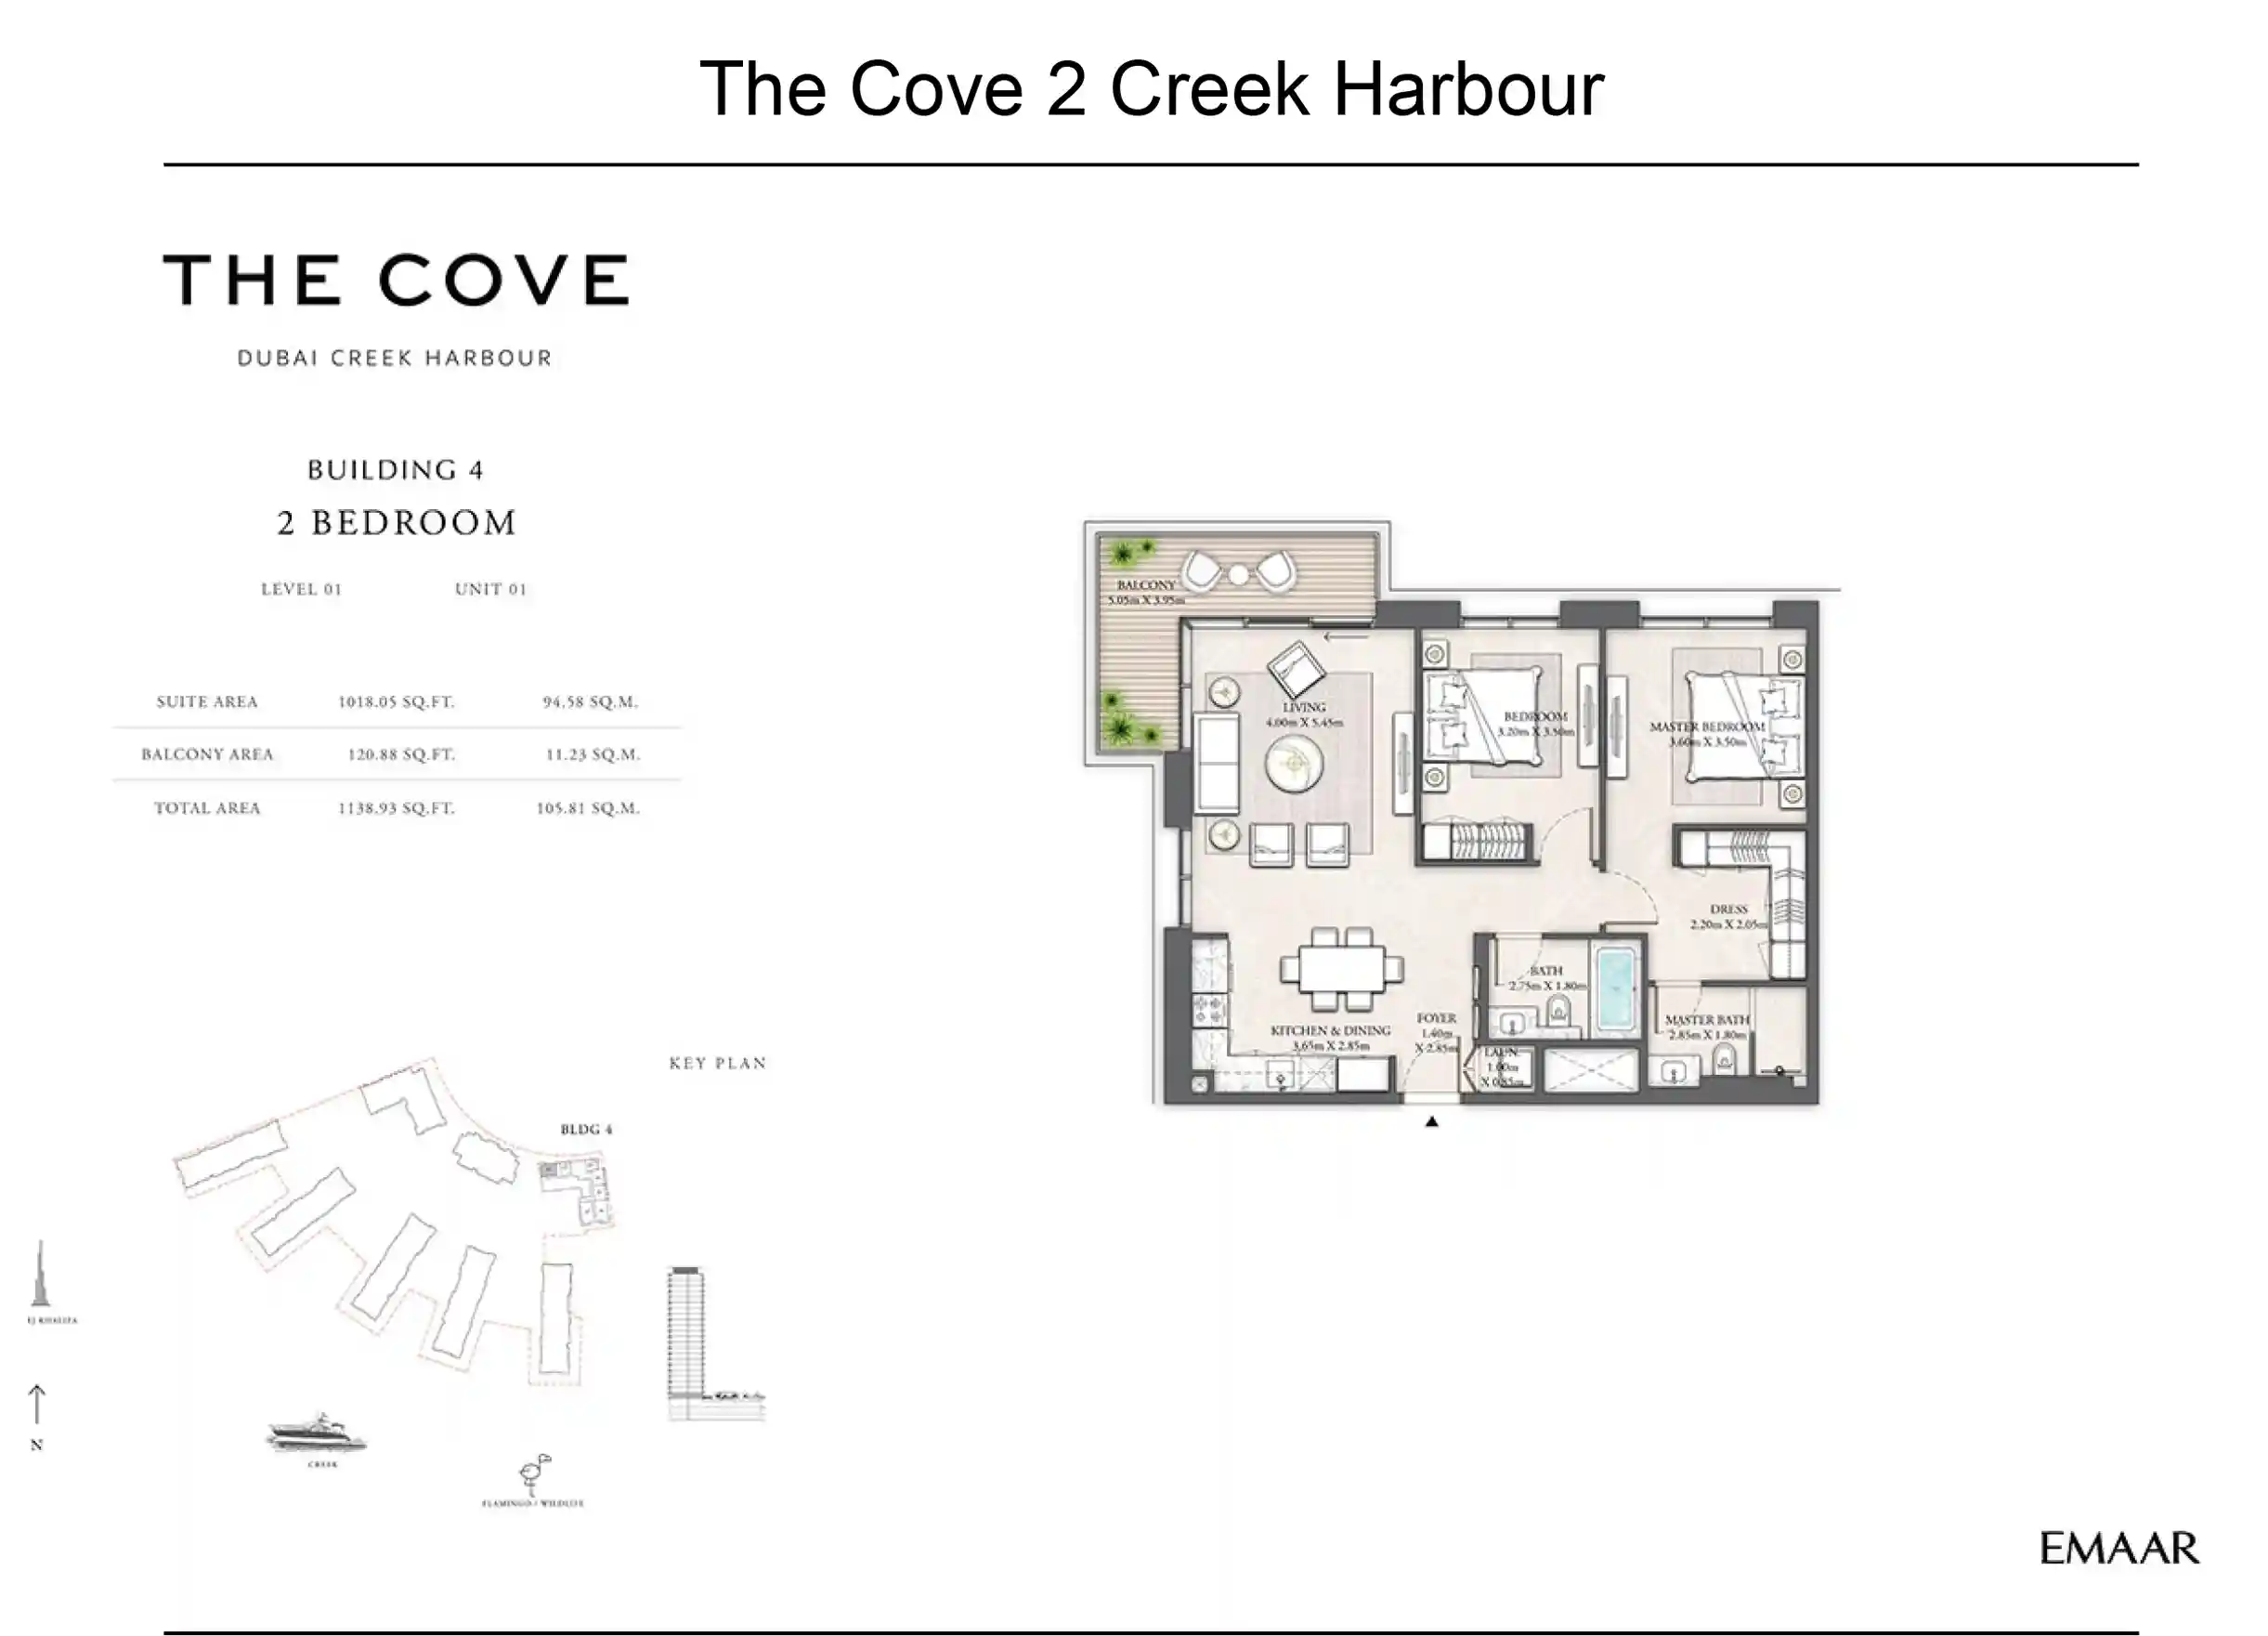 The Cove 2 Creek Harbour
THE COVE
DUBAI CREEK HARBOUR
BUILDING 4
2 BEDROOM
LEVEL 01 UNIT 01
SUITE AREA 1018.05 SQ.FT. 94.58 SQ.M.
BALCONY AREA 120.88 SQ.FT. 11.23 SQ.M.
TOTAL AREA 1138.93 SQ.FT. 105.81 SQ.M.
KEY PLAN
BLDG 4
N
CREEK
FLAMINGO / WILDLIFE
BALCONY
5.05m X 3.95m
LIVING
4.00m X 5.45m
BEDROOM
3.20m X 3.50m
MASTER BEDROOM
3.60m X 3.50m
DRESS
2.20m X 2.05m
BATH
2.75m X 1.80m
MASTER BATH
2.85m X 1.80m
KITCHEN & DINING
3.65m X 2.85m
FOYER
1.40m
X 2.85m
LAUN.
1.00m
EMAAR